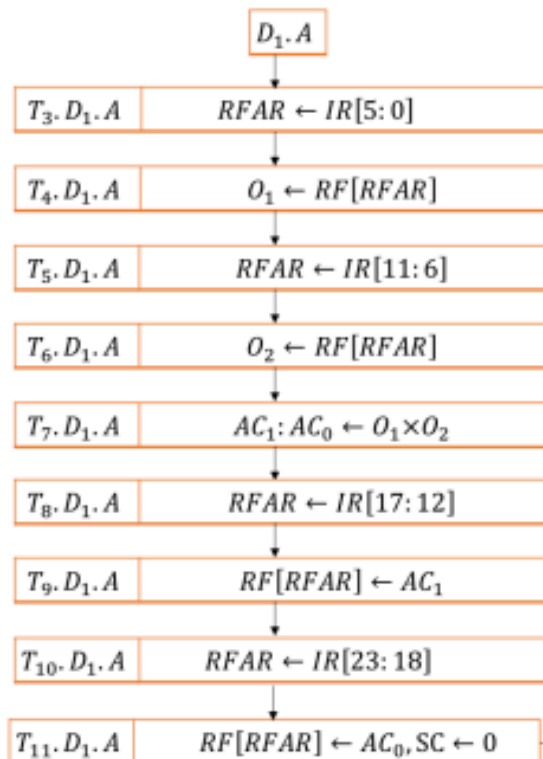 D₁.A
T₃.D₁.A RFAR ← IR[5:0]
T₄.D₁.A O₁ ← RF[RFAR]
T₅.D₁.A RFAR ← IR[11:6]
T₆.D₁.A O₂ ← RF[RFAR]
T₇.D₁.A AC₁:AC₀ ← O₁×O₂
T₈.D₁.A RFAR ← IR[17:12]
T₉.D₁.A RF[RFAR] ← AC₁
T₁₀.D₁.A RFAR ← IR[23:18]
T₁₁.D₁.A RF[RFAR] ← AC₀, SC ← 0